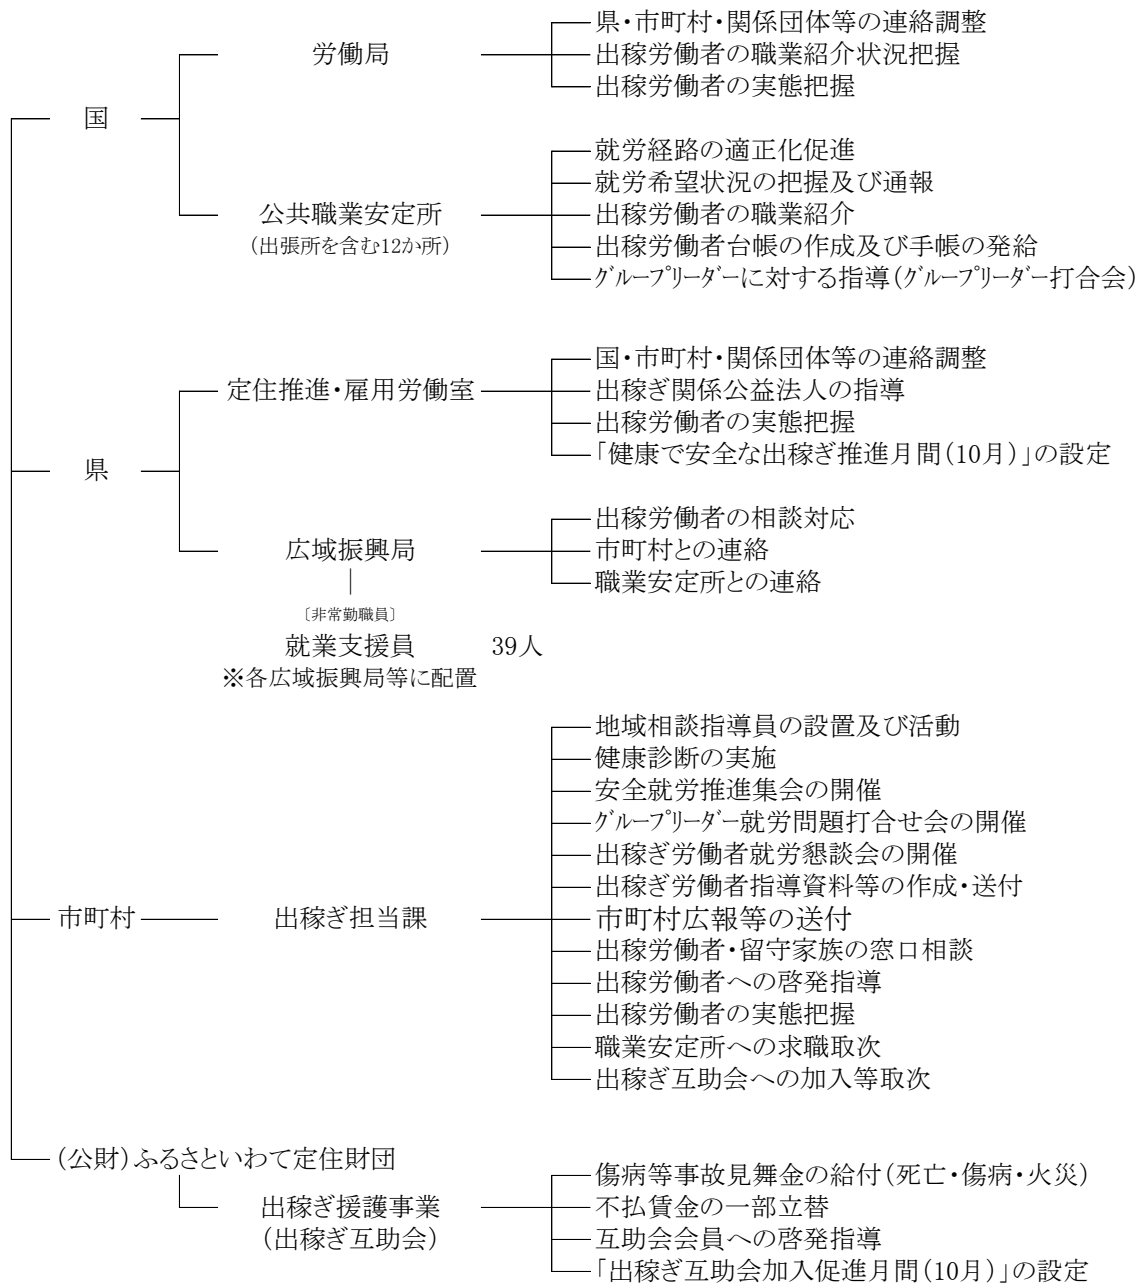 国
労働局
県・市町村・関係団体等の連絡調整
出稼労働者の職業紹介状況把握
出稼労働者の実態把握
公共職業安定所
(出張所を含む12か所)
就労経路の適正化促進
就労希望状況の把握及び通報
出稼労働者の職業紹介
出稼労働者台帳の作成及び手帳の発給
グループリーダーに対する指導(グループリーダー打合会)
県
定住推進・雇用労働室
国・市町村・関係団体等の連絡調整
出稼ぎ関係公益法人の指導
出稼労働者の実態把握
「健康で安全な出稼ぎ推進月間(10月)」の設定
広域振興局
出稼労働者の相談対応
市町村との連絡
職業安定所との連絡
〔非常勤職員〕
就業支援員 39人
※各広域振興局等に配置
市町村
出稼ぎ担当課
地域相談指導員の設置及び活動
健康診断の実施
安全就労推進集会の開催
グループリーダー就労問題打合せ会の開催
出稼ぎ労働者就労懇談会の開催
出稼ぎ労働者指導資料等の作成・送付
市町村広報等の送付
出稼労働者・留守家族の窓口相談
出稼労働者への啓発指導
出稼労働者の実態把握
職業安定所への求職取次
出稼ぎ互助会への加入等取次
(公財)ふるさといわて定住財団
出稼ぎ援護事業
(出稼ぎ互助会)
傷病等事故見舞金の給付(死亡・傷病・火災)
不払賃金の一部立替
互助会会員への啓発指導
「出稼ぎ互助会加入促進月間(10月)」の設定